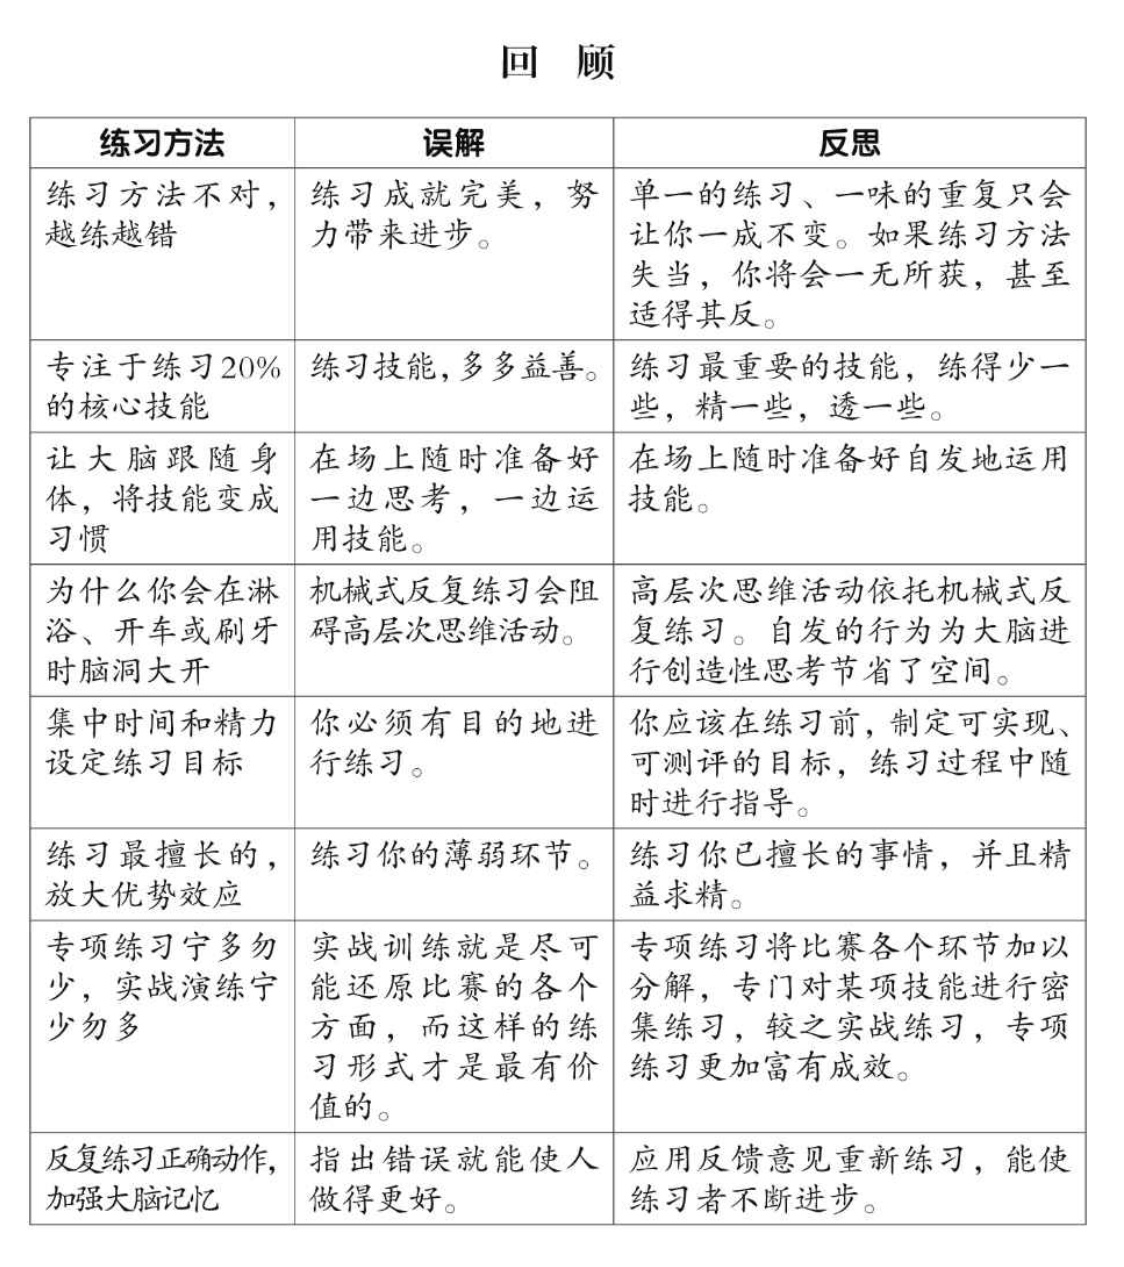 回 顾
练习方法
误解
反思
练习方法不对，
越练越错
练习成就完美，努
力带来进步。
单一的练习、一味的重复只会
让你一成不变。如果练习方法
失当，你将会一无所获，甚至
适得其反。
专注于练习20%
的核心技能
练习技能，多多益善。
练习最重要的技能，练得少一
些，精一些，透一些。
让大脑跟随身
体，将技能变成
习惯
在场上随时准备好
一边思考，一边运
用技能。
在场上随时准备好自发地运用
技能。
为什么你会在淋
浴、开车或刷牙
时脑洞大开
机械式反复练习会阻
碍高层次思维活动。
高层次思维活动依托机械式反
复练习。自发的行为为大脑进
行创造性思考节省了空间。
集中时间和精力
设定练习目标
你必须有目的地进
行练习。
你应该在练习前，制定可实现、
可测评的目标，练习过程中随
时进行指导。
练习最擅长的，
放大优势效应
练习你的薄弱环节。
练习你已擅长的事情，并且精
益求精。
专项练习宁多勿
少，实战演练宁
少勿多
实战训练就是尽可
能还原比赛的各个
方面，而这样的练
习形式才是最有价
值的。
专项练习将比赛各个环节加以
分解，专门对某项技能进行密
集练习，较之实战练习，专项
练习更加富有成效。
反复练习正确动作，
加强大脑记忆
指出错误就能使人
做得更好。
应用反馈意见重新练习，能使
练习者不断进步。